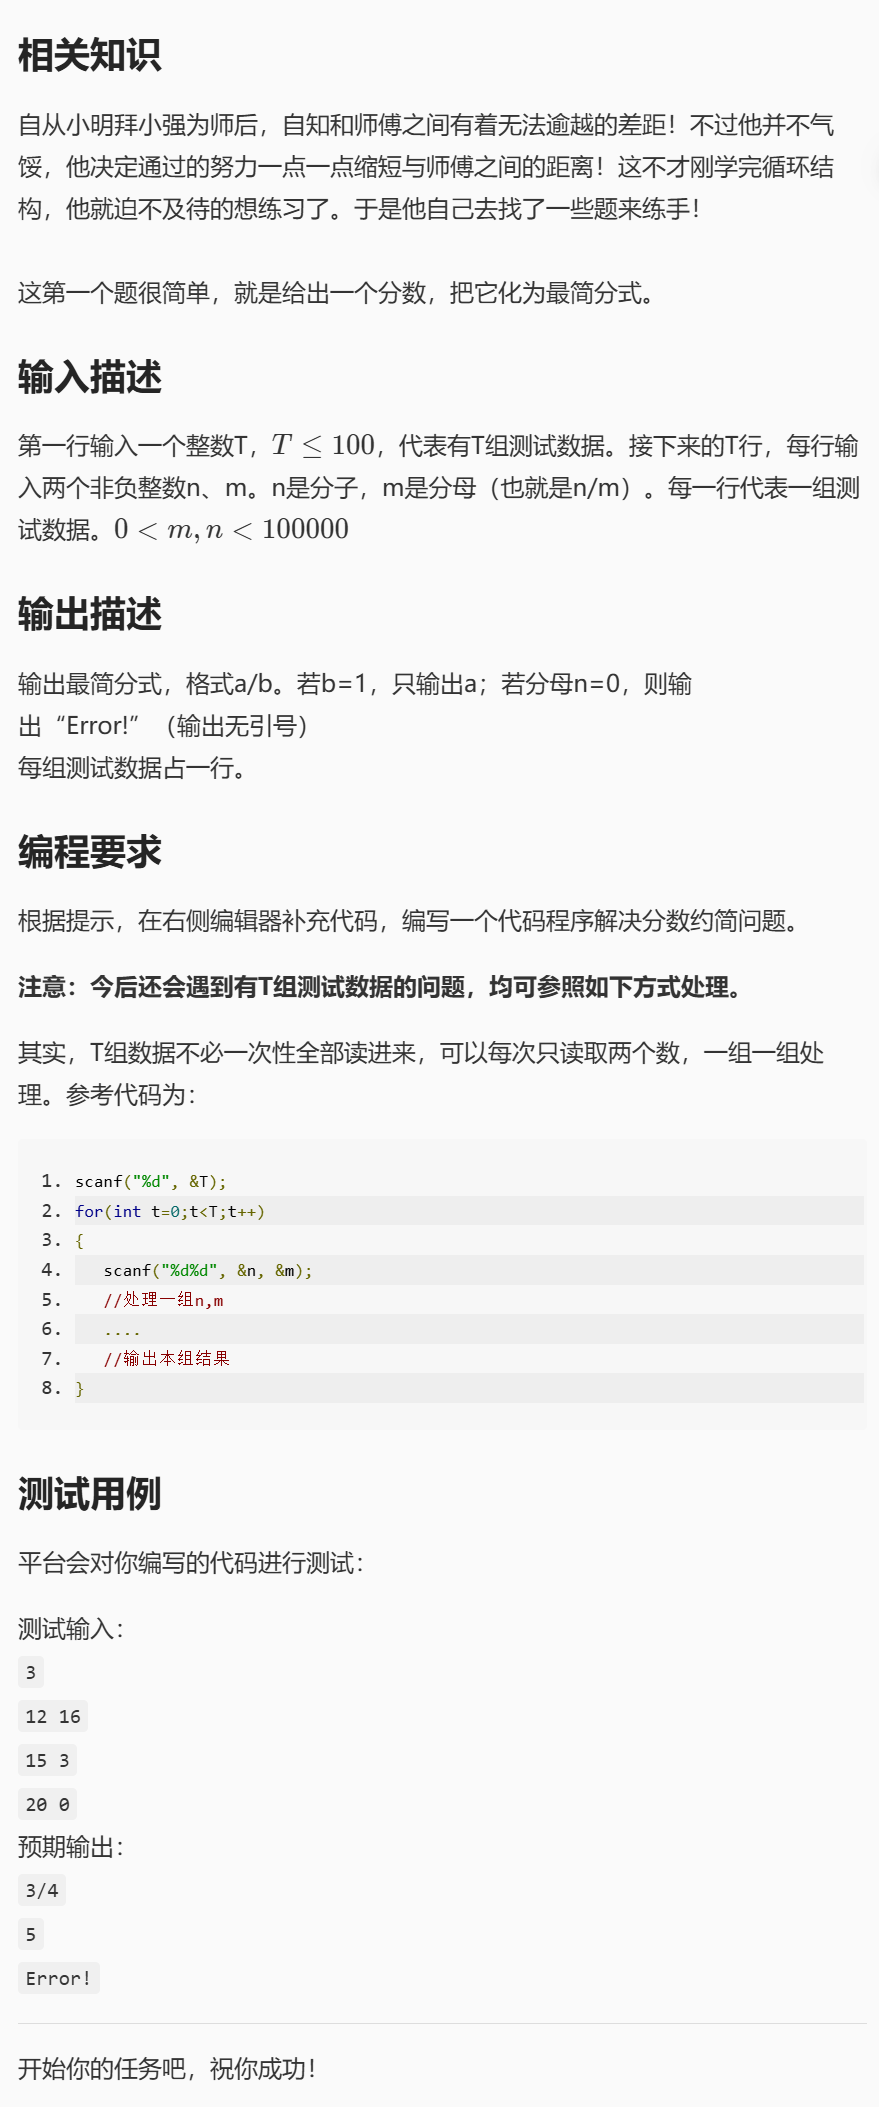 相关知识
自从小明拜小强为师后，自知和师傅之间有着无法逾越的差距！不过他并不气
馁，他决定通过的努力一点一点缩短与师傅之间的距离！这不才刚学完循环结
构，他就迫不及待的想练习了。于是他自己去找了一些题来练手！
这第一个题很简单，就是给出一个分数，把它化为最简分式。
输入描述
第一行输入一个整数T，T ≤ 100，代表有T组测试数据。接下来的T行，每行输
入两个非负整数n、m。n是分子，m是分母（也就是n/m）。每一行代表一组测
试数据。0 < m, n < 100000
输出描述
输出最简分式，格式a/b。若b=1，只输出a；若分母n=0，则输
出“Error!”（输出无引号）
每组测试数据占一行。
编程要求
根据提示，在右侧编辑器补充代码，编写一个代码程序解决分数约简问题。
注意：今后还会遇到有T组测试数据的问题，均可参照如下方式处理。
其实，T组数据不必一次性全部读进来，可以每次只读取两个数，一组一组处
理。参考代码为：
1. scanf("%d", &T);
2. for(int t=0;t<T;t++)
3. {
4. scanf("%d%d", &n, &m);
5. //处理一组n,m
6. ....
7. //输出本组结果
8. }
测试用例
平台会对你编写的代码进行测试：
测试输入：
3
12 16
15 3
20 0
预期输出：
3/4
5
Error!
开始你的任务吧，祝你成功！